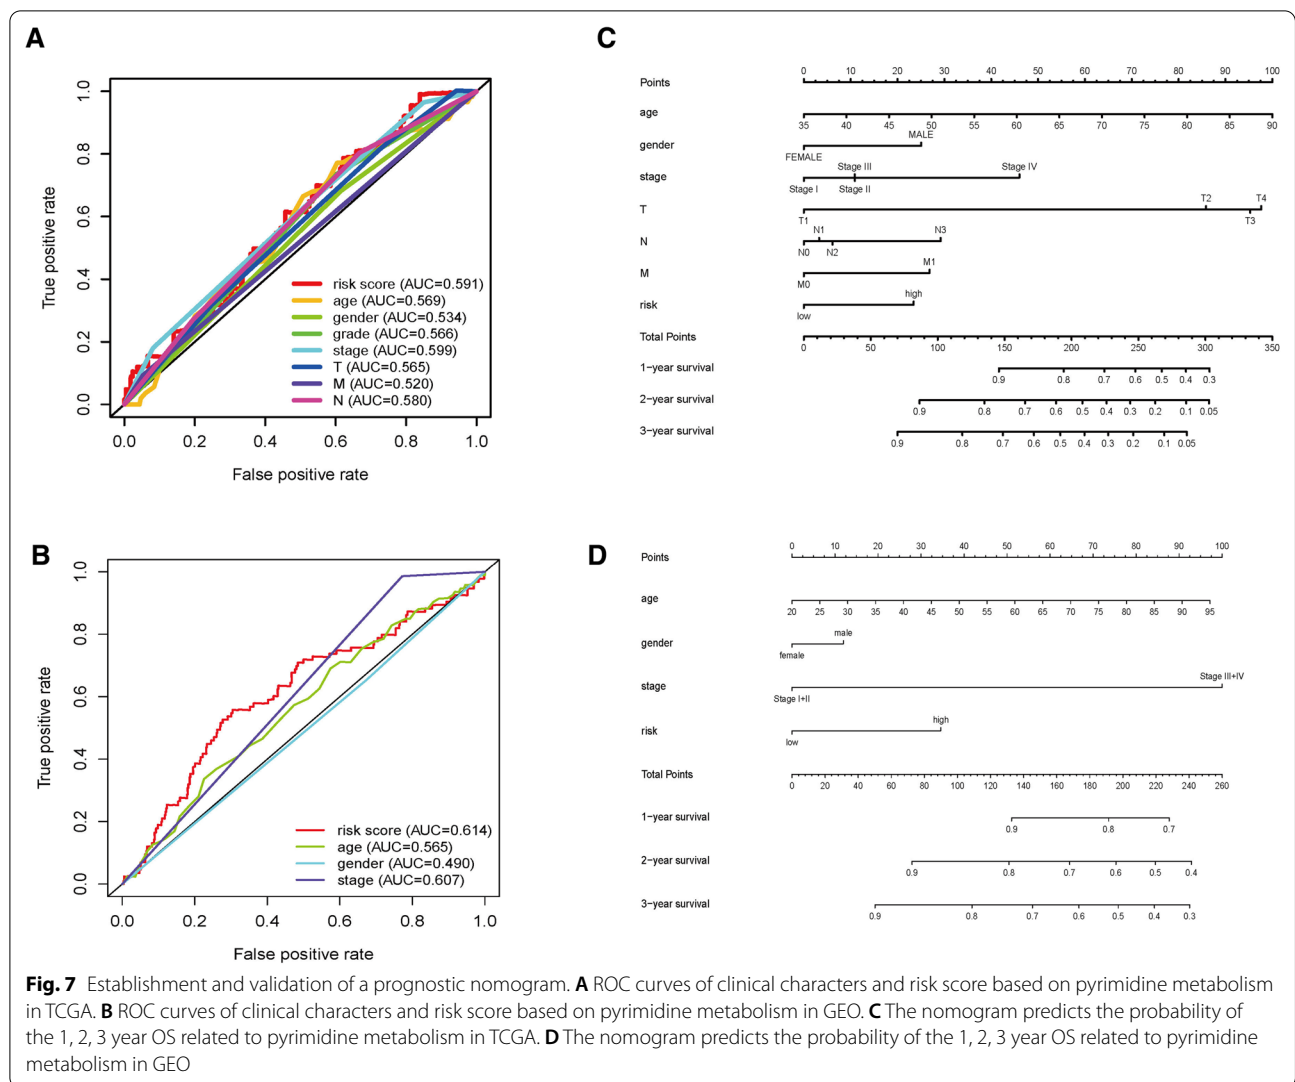 A
True positive rate
0.0 0.2 0.4 0.6 0.8 1.0
risk score (AUC=0.591)
age (AUC=0.569)
gender (AUC=0.534)
grade (AUC=0.566)
stage (AUC=0.599)
T (AUC=0.565)
M (AUC=0.520)
N (AUC=0.580)
0.0 0.2 0.4 0.6 0.8 1.0
False positive rate
B
True positive rate
0.0 0.2 0.4 0.6 0.8 1.0
risk score (AUC=0.614)
age (AUC=0.565)
gender (AUC=0.490)
stage (AUC=0.607)
0.0 0.2 0.4 0.6 0.8 1.0
False positive rate
C
0 10 20 30 40 50 60 70 80 90 100
Points
age
35 40 45 50 55 60 65 70 75 80 85 90
MALE
gender
FEMALE
Stage III Stage IV
stage
Stage I Stage II
T2 T4
T
T1 T3
N1 N3
N
N0 N2
M1
M
M0
high
risk
low
Total Points
0 50 100 150 200 250 300 350
1−year survival
0.9 0.8 0.7 0.6 0.5 0.4 0.3
2−year survival
0.9 0.8 0.7 0.6 0.5 0.4 0.3 0.2 0.1 0.05
3−year survival
0.9 0.8 0.7 0.6 0.5 0.4 0.3 0.2 0.1 0.05
D
0 10 20 30 40 50 60 70 80 90 100
Points
age
20 25 30 35 40 45 50 55 60 65 70 75 80 85 90 95
male
gender
female
Stage III+IV
stage
Stage I+II
high
risk
low
Total Points
0 20 40 60 80 100 120 140 160 180 200 220 240 260
1−year survival
0.9 0.8 0.7
2−year survival
0.9 0.8 0.7 0.6 0.5 0.4
3−year survival
0.9 0.8 0.7 0.6 0.5 0.4 0.3
Fig. 7 Establishment and validation of a prognostic nomogram. A ROC curves of clinical characters and risk score based on pyrimidine metabolism
in TCGA. B ROC curves of clinical characters and risk score based on pyrimidine metabolism in GEO. C The nomogram predicts the probability of
the 1, 2, 3 year OS related to pyrimidine metabolism in TCGA. D The nomogram predicts the probability of the 1, 2, 3 year OS related to pyrimidine
metabolism in GEO